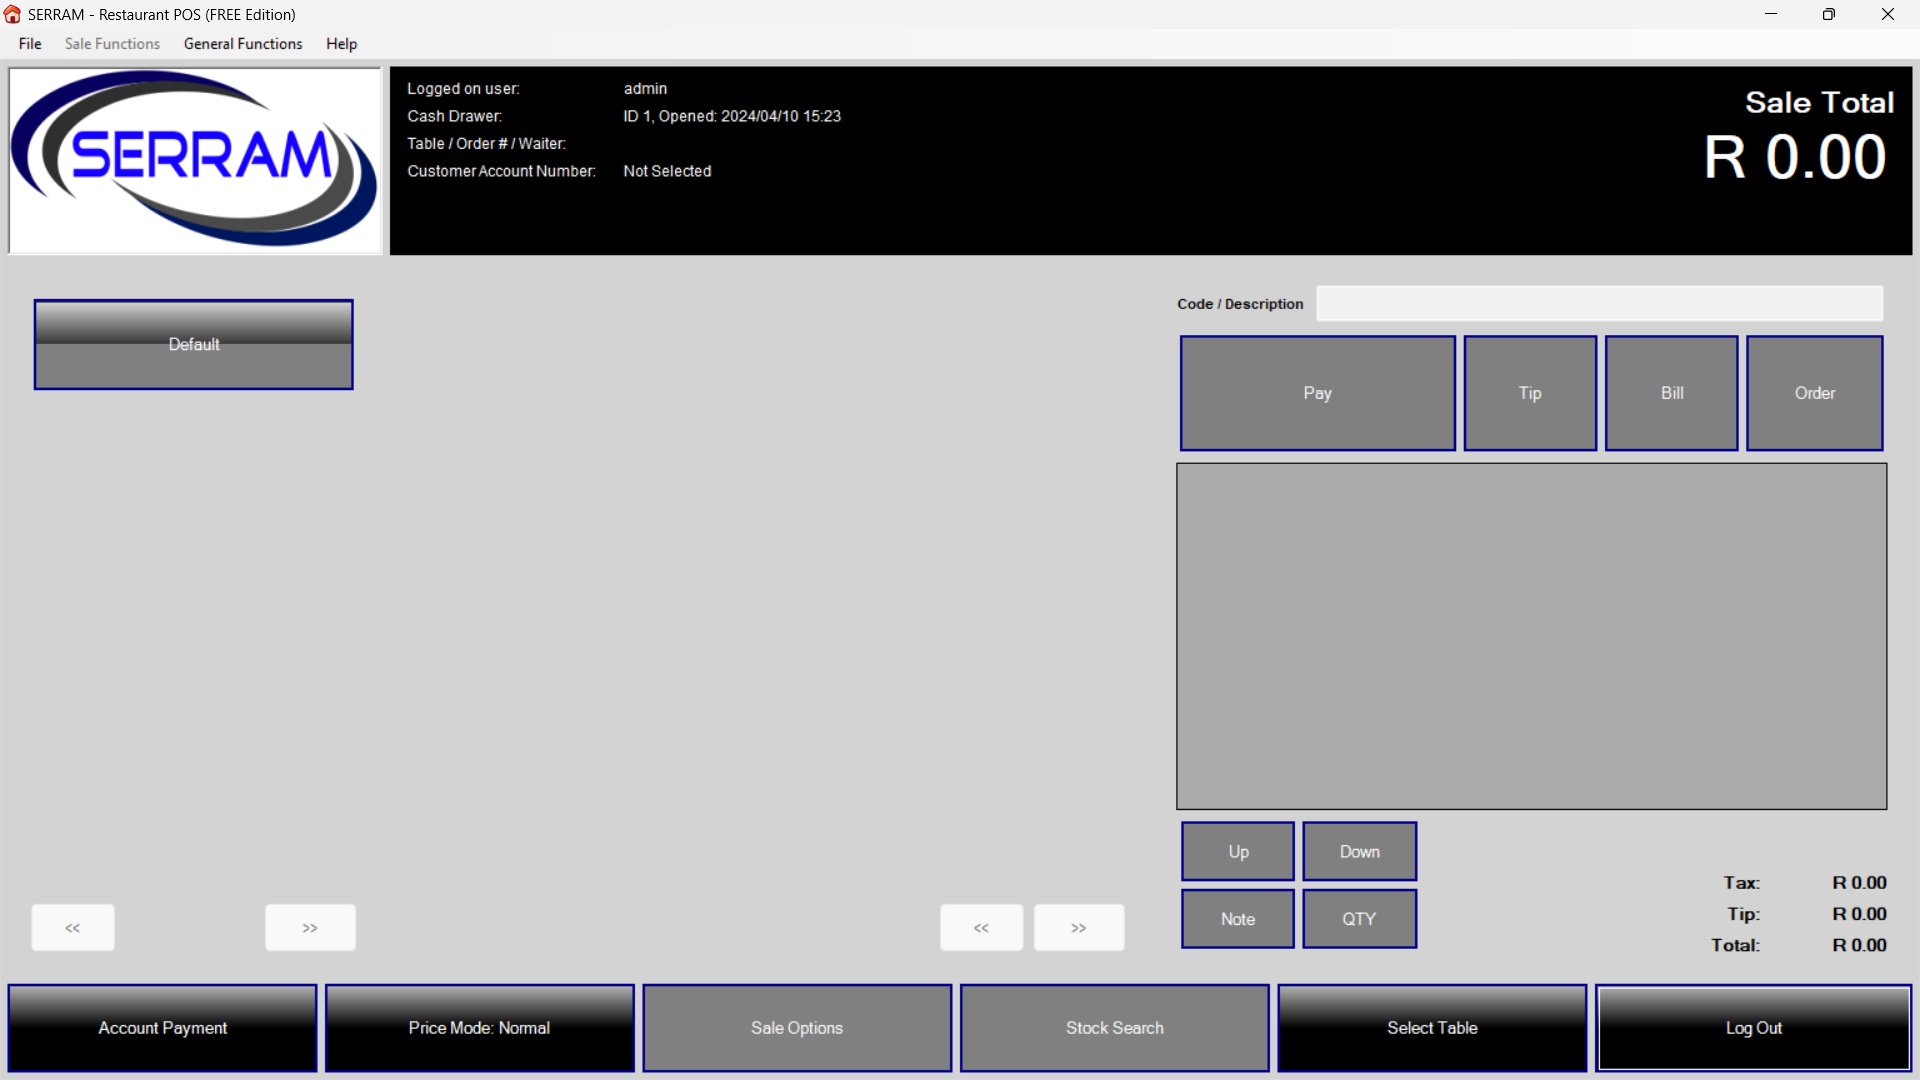 SERRAM - Restaurant POS (FREE Edition)
File Sale Functions General Functions Help
SERRAM
Logged on user: admin
Cash Drawer: ID 1, Opened: 2024/04/10 15:23
Table / Order # / Waiter:
Customer Account Number: Not Selected
Sale Total
R 0.00
Default
Code / Description
Pay Tip Bill Order
Up Down
Note QTY
Tax: R 0.00
Tip: R 0.00
Total: R 0.00
<< >> << >>
Account Payment Price Mode: Normal Sale Options Stock Search Select Table Log Out